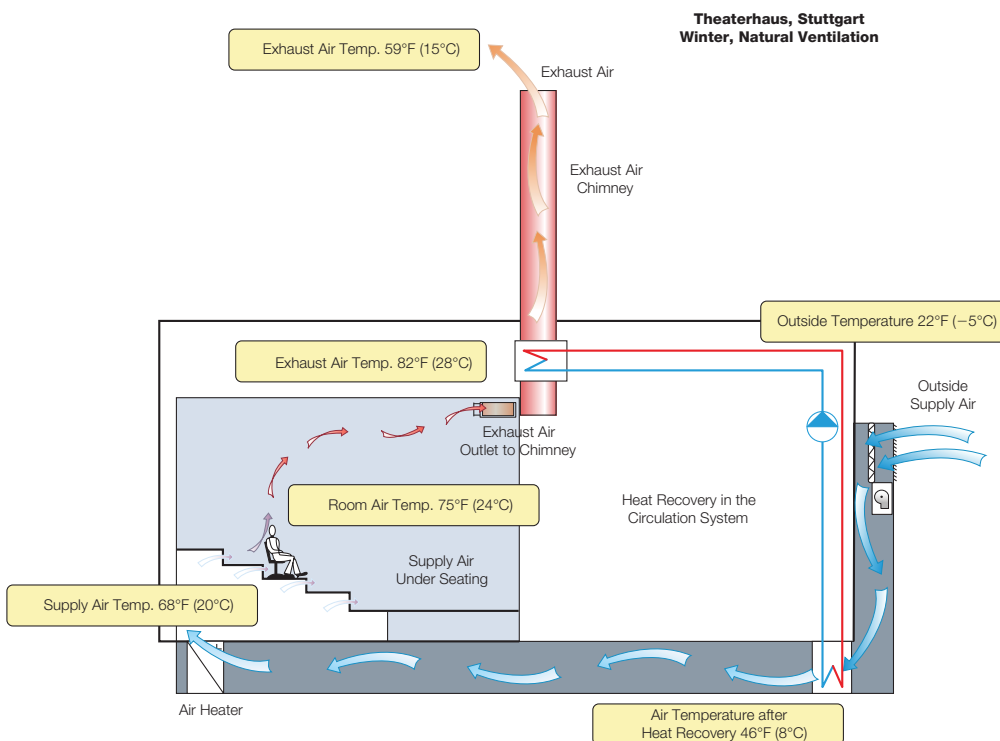 Theaterhaus, Stuttgart
Winter, Natural Ventilation
Exhaust Air Temp. 59°F (15°C)
Exhaust Air
Exhaust Air
Chimney
Outside Temperature 22°F (−5°C)
Exhaust Air Temp. 82°F (28°C)
Outside
Supply Air
Exhaust Air
Outlet to Chimney
Room Air Temp. 75°F (24°C)
Heat Recovery in the
Circulation System
Supply Air
Under Seating
Supply Air Temp. 68°F (20°C)
Air Heater
Air Temperature after
Heat Recovery 46°F (8°C)